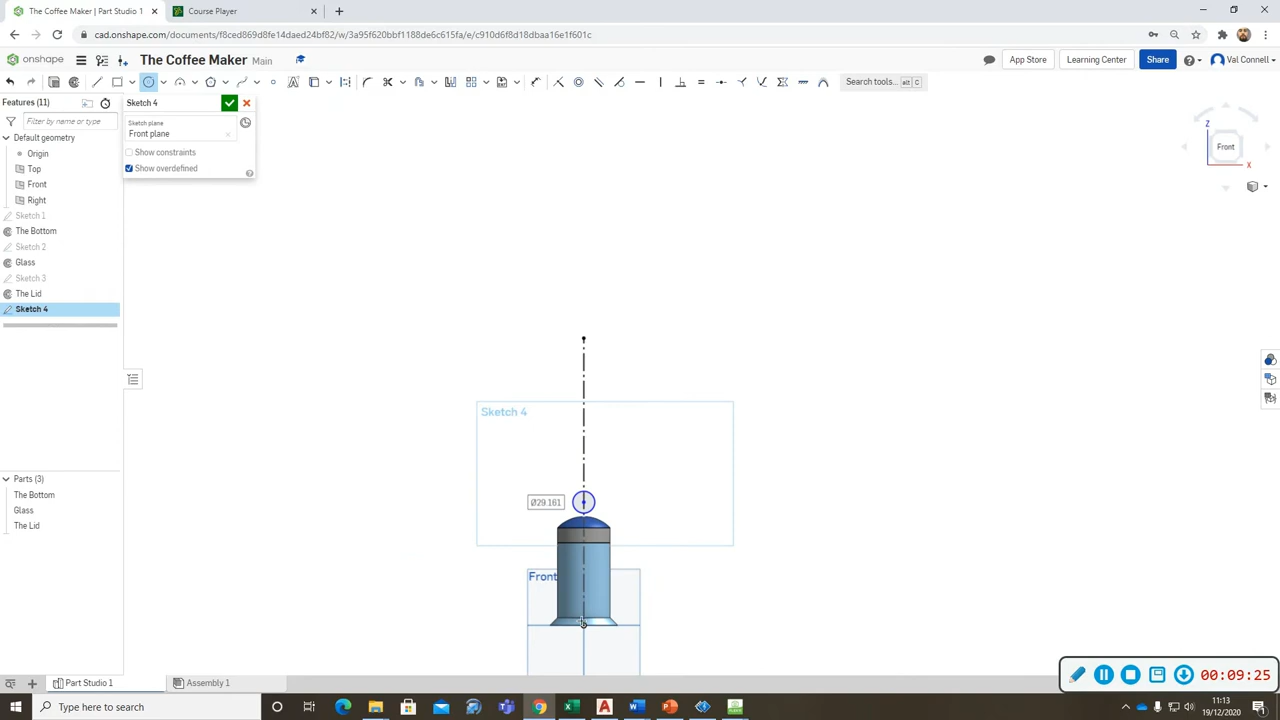 The Coffee Maker | Part Studio 1
Course Player
cad.onshape.com/documents/f8ced869d8fe14daed24bf82/w/3a95f620bbf1188de6c615fa/e/c910d6f8d18dbaa16e1f601c
onshape
The Coffee Maker Main
App Store
Learning Center
Share
Val Connell
Search tools... alt C
Features (11)
Filter by name or type
Default geometry
Origin
Top
Front
Right
Sketch 1
The Bottom
Sketch 2
Glass
Sketch 3
The Lid
Sketch 4
Parts (3)
The Bottom
Glass
The Lid
Sketch 4
Sketch plane
Front plane
Show constraints
Show overdefined
Z
Front
X
Sketch 4
Ø29.161
Front
Part Studio 1
Assembly 1
00:09:25
Type here to search
11:13
19/12/2020